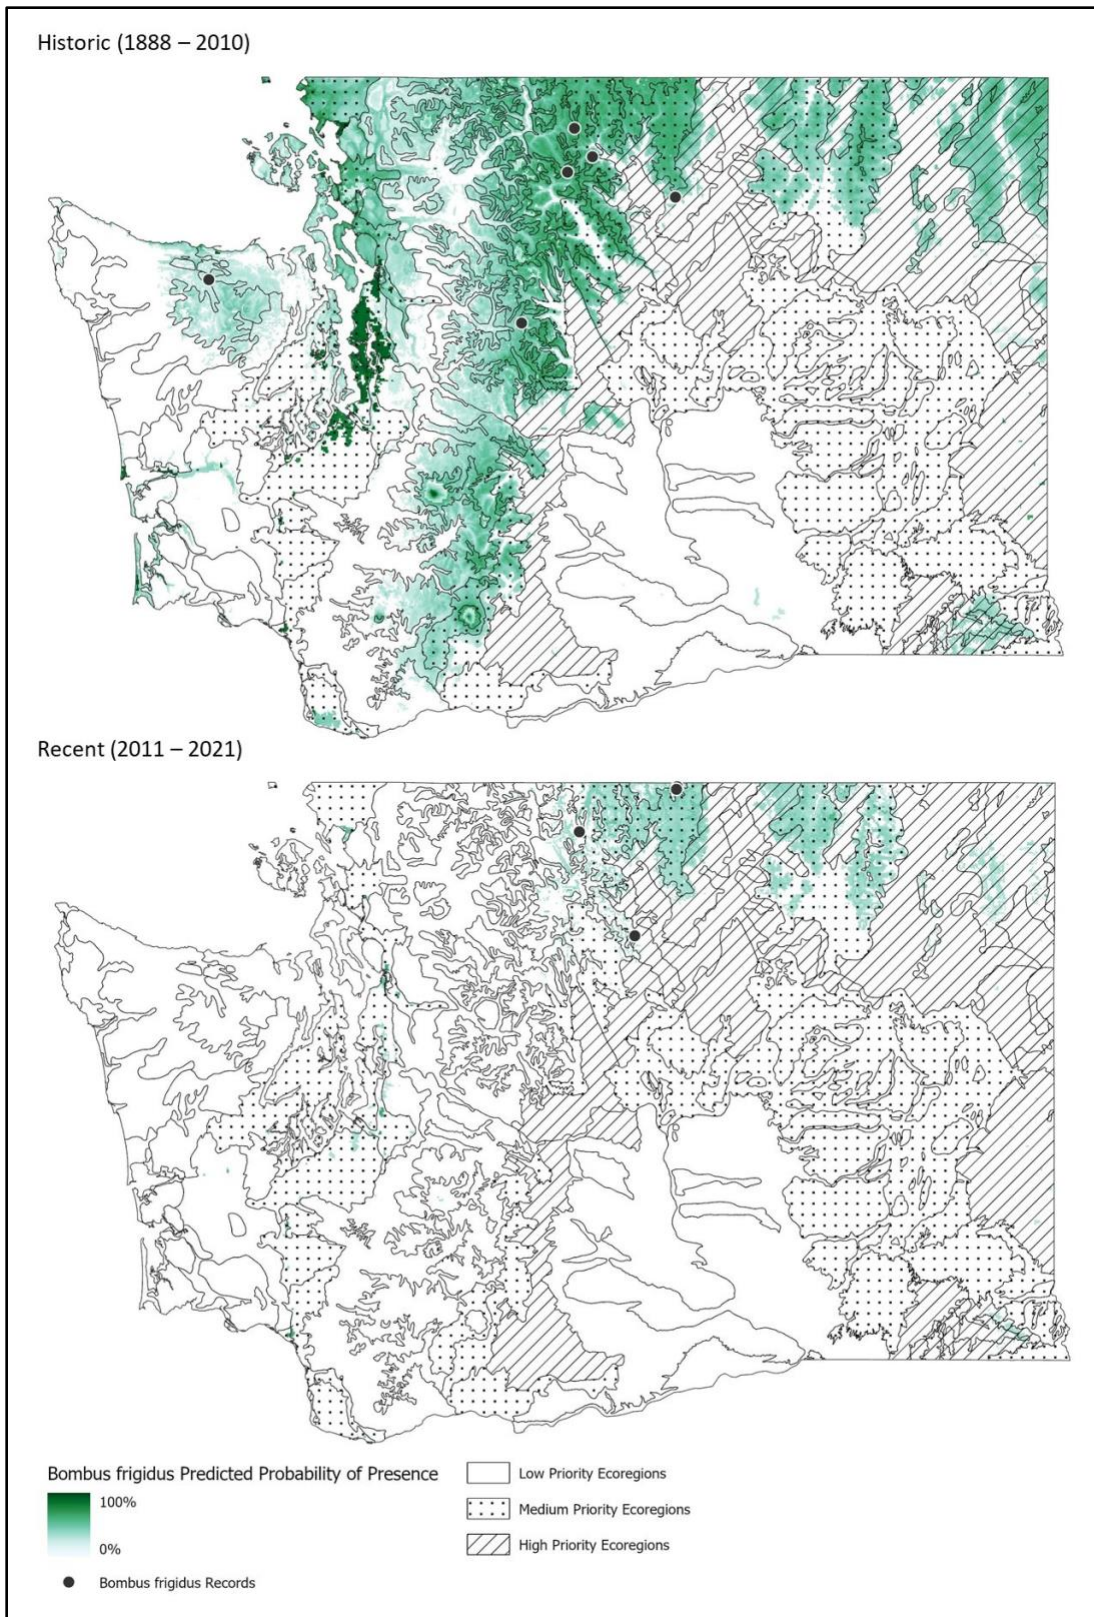 Historic (1888 – 2010)
Recent (2011 – 2021)
Bombus frigidus Predicted Probability of Presence
100%
0%
Bombus frigidus Records
Low Priority Ecoregions
Medium Priority Ecoregions
High Priority Ecoregions